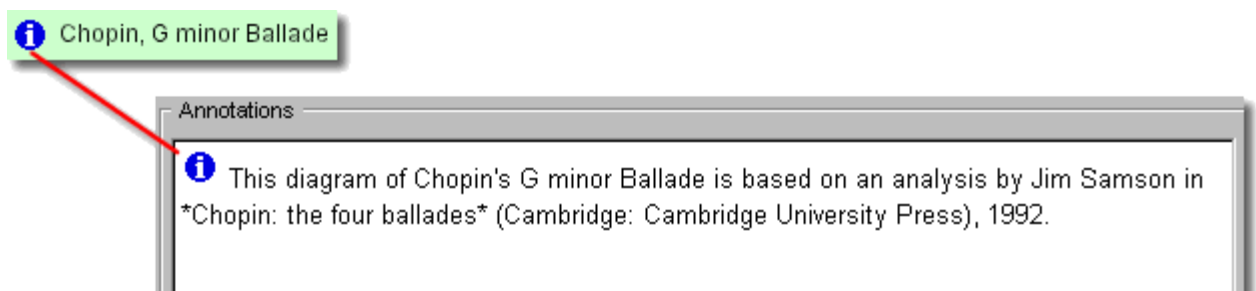 Chopin, G minor Ballade
Annotations
This diagram of Chopin's G minor Ballade is based on an analysis by Jim Samson in
*Chopin: the four ballades* (Cambridge: Cambridge University Press), 1992.